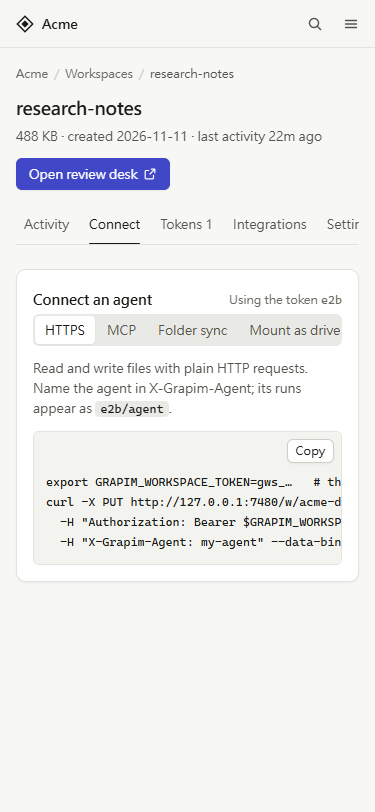 Acme
Acme / Workspaces / research-notes
research-notes
488 KB · created 2026-11-11 · last activity 22m ago
Open review desk
Activity Connect Tokens 1 Integrations
Connect an agent Using the token e2b
HTTPS MCP Folder sync Mount as drive
Read and write files with plain HTTP requests.
Name the agent in X-Grapim-Agent; its runs
appear as e2b/agent.
Copy
export GRAPIM_WORKSPACE_TOKEN=gws_… #
curl -X PUT http://127.0.0.1:7480/w/acme-d
-H "Authorization: Bearer $GRAPIM_WORKSP
-H "X-Grapim-Agent: my-agent" --data-bin